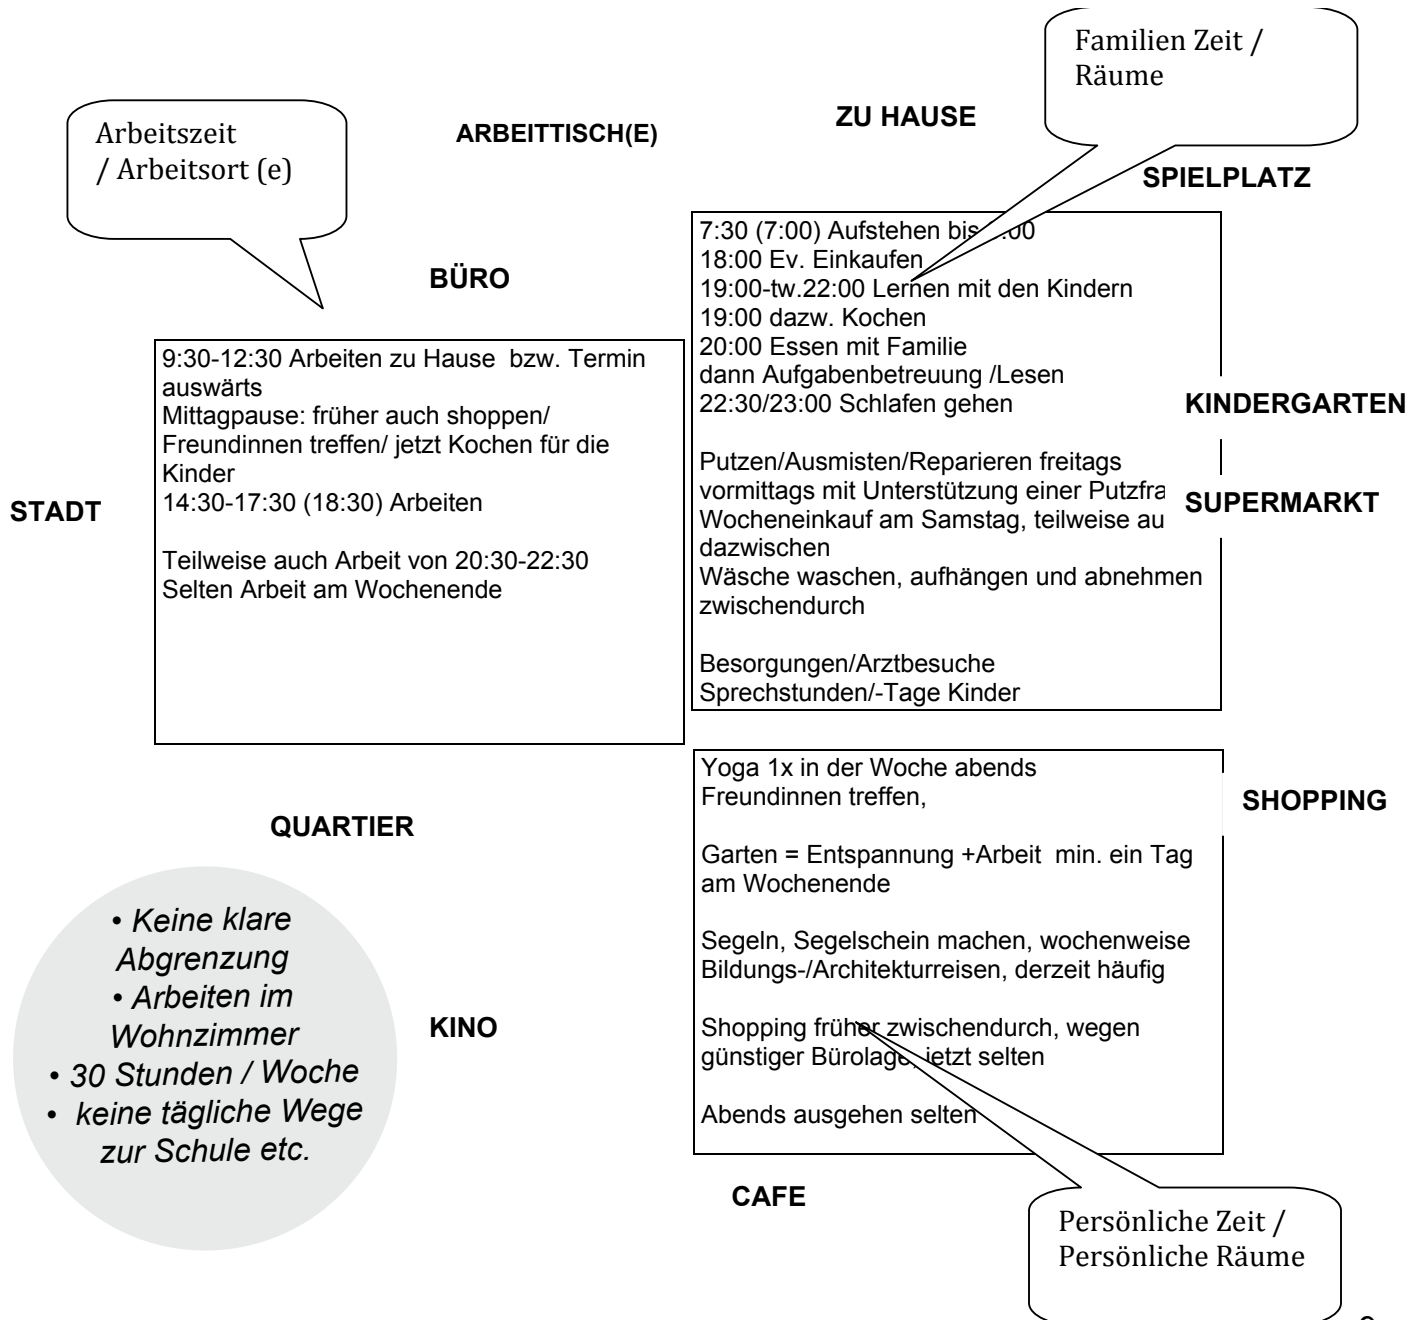 Familien Zeit /
Räume
Arbeitszeit
/ Arbeitsort (e)
ARBEITTISCH(E)
ZU HAUSE
SPIELPLATZ
BÜRO
7:30 (7:00) Aufstehen bis :00
18:00 Ev. Einkaufen
19:00-tw.22:00 Lernen mit den Kindern
19:00 dazw. Kochen
20:00 Essen mit Familie
dann Aufgabenbetreuung /Lesen
22:30/23:00 Schlafen gehen
Putzen/Ausmisten/Reparieren freitags
vormittags mit Unterstützung einer Putzfra
Wocheneinkauf am Samstag, teilweise au
dazwischen
Wäsche waschen, aufhängen und abnehmen
zwischendurch
Besorgungen/Arztbesuche
Sprechstunden/-Tage Kinder
KINDERGARTEN
SUPERMARKT
9:30-12:30 Arbeiten zu Hause bzw. Termin
auswärts
Mittagpause: früher auch shoppen/
Freundinnen treffen/ jetzt Kochen für die
Kinder
14:30-17:30 (18:30) Arbeiten
Teilweise auch Arbeit von 20:30-22:30
Selten Arbeit am Wochenende
STADT
QUARTIER
Yoga 1x in der Woche abends
Freundinnen treffen,
Garten = Entspannung +Arbeit min. ein Tag
am Wochenende
Segeln, Segelschein machen, wochenweise
Bildungs-/Architekturreisen, derzeit häufig
Shopping früher zwischendurch, wegen
günstiger Bürolage, jetzt selten
Abends ausgehen selten
SHOPPING
• Keine klare
Abgrenzung
• Arbeiten im
Wohnzimmer
• 30 Stunden / Woche
• keine tägliche Wege
zur Schule etc.
KINO
CAFE
Persönliche Zeit /
Persönliche Räume